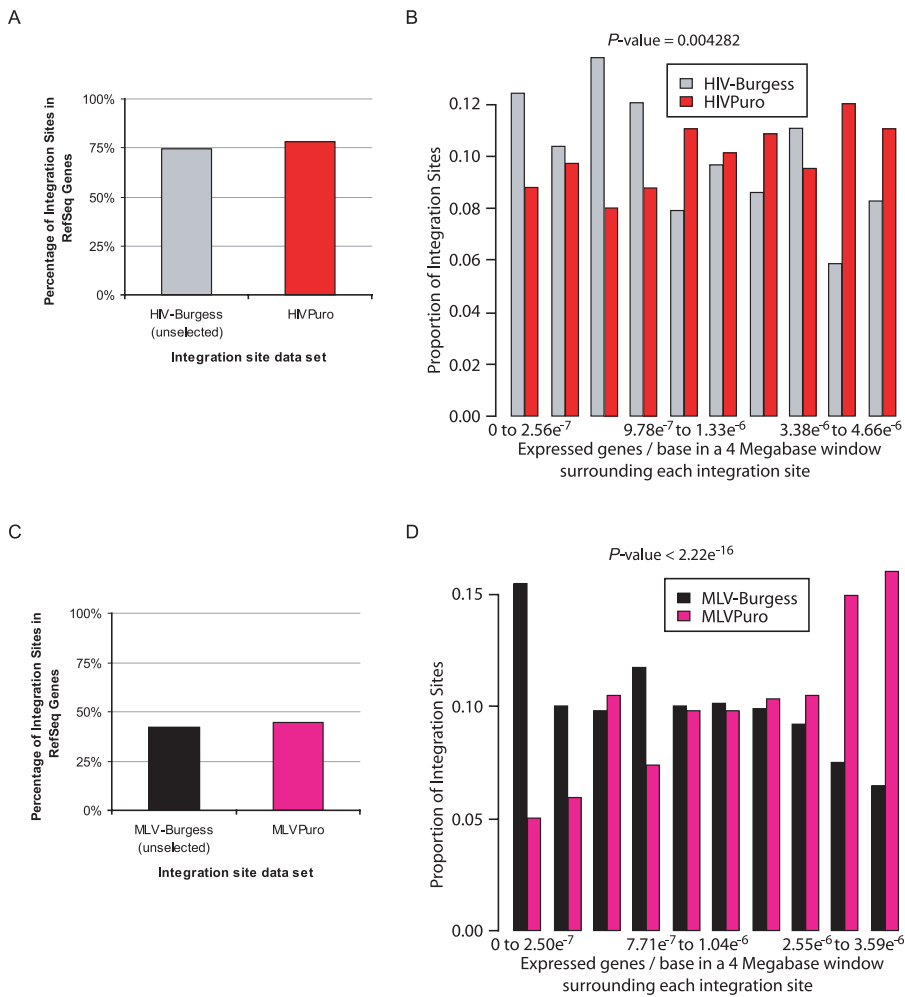 A
Percentage of Integration Sites in
RefSeq Genes
100%
75%
50%
25%
0%
HIV-Burgess
(unselected)
HIVPuro
Integration site data set
B
P-value = 0.004282
HIV-Burgess
HIVPuro
Proportion of Integration Sites
0.12
0.10
0.08
0.06
0.04
0.02
0.00
0 to 2.56e-7
9.78e-7 to 1.33e-6
3.38e-6 to 4.66e-6
Expressed genes / base in a 4 Megabase window
surrounding each integration site
C
Percentage of Integration Sites in
RefSeq Genes
100%
75%
50%
25%
0%
MLV-Burgess
(unselected)
MLVPuro
Integration site data set
D
P-value < 2.22e-16
MLV-Burgess
MLVPuro
Proportion of Integration Sites
0.15
0.10
0.05
0.00
0 to 2.50e-7
7.71e-7 to 1.04e-6
2.55e-6 to 3.59e-6
Expressed genes / base in a 4 Megabase window
surrounding each integration site